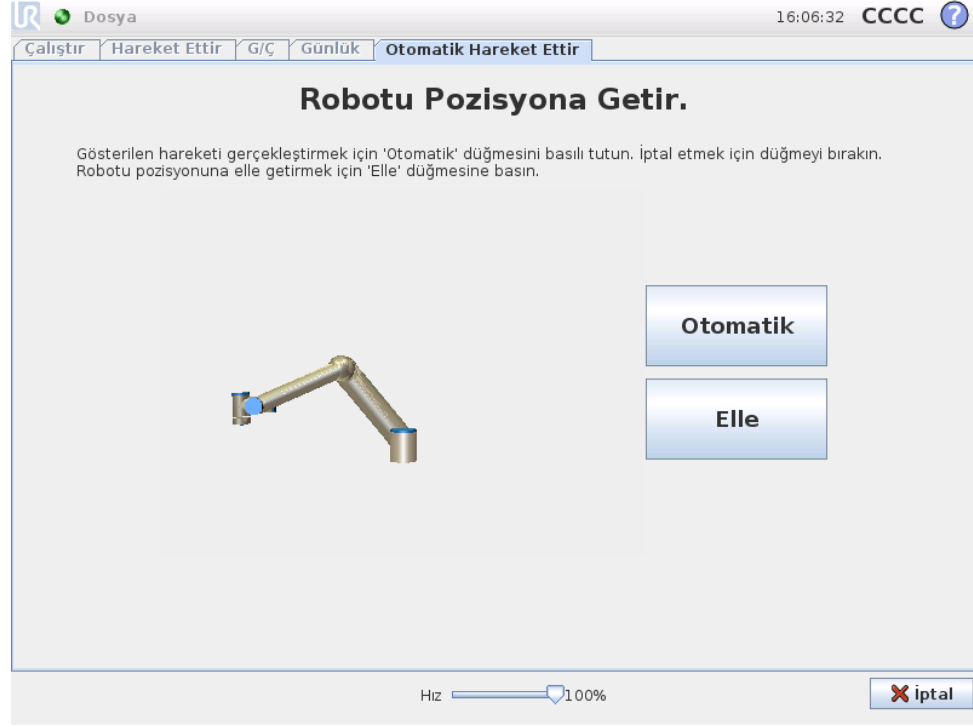 UR Dosya 16:06:32 CCCC ?
Çalıştır Hareket Ettir G/Ç Günlük Otomatik Hareket Ettir
Robotu Pozisyona Getir.
Gösterilen hareketi gerçekleştirmek için 'Otomatik' düğmesini basılı tutun. İptal etmek için düğmeyi bırakın.
Robotu pozisyonuna elle getirmek için 'Elle' düğmesine basın.
Otomatik
Elle
Hız 100% İptal